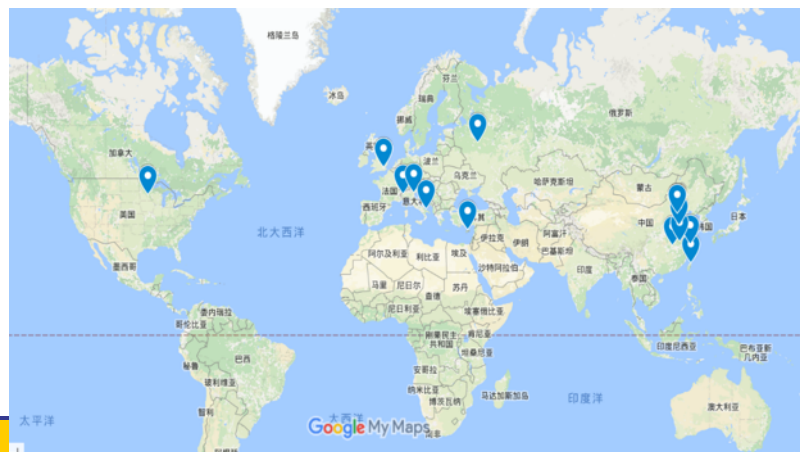 格陵兰岛
冰岛
芬兰
瑞典
挪威
俄罗斯
加拿大
英
波兰
乌克兰
法国
意大
哈萨克斯坦
蒙古
美国
西班牙
其
中国
韩国
日本
北大西洋
伊拉克
伊朗
阿富汗
巴基斯坦
阿尔及利亚
利比亚
埃及
沙特阿拉伯
印度
墨西哥
马里
尼日尔
乍得
苏丹
泰国
尼日利亚
埃塞俄比亚
委内瑞拉
哥伦比亚
刚果民主
共和国
肯尼亚
坦桑尼亚
印度尼西亚
巴布亚新
几内亚
巴西
秘鲁
玻利维亚
安哥拉
纳米比亚
博茨瓦纳
马达加斯加岛
印度洋
澳大利亚
智利
太平洋
大西洋
Google My Maps
南非
阿根廷